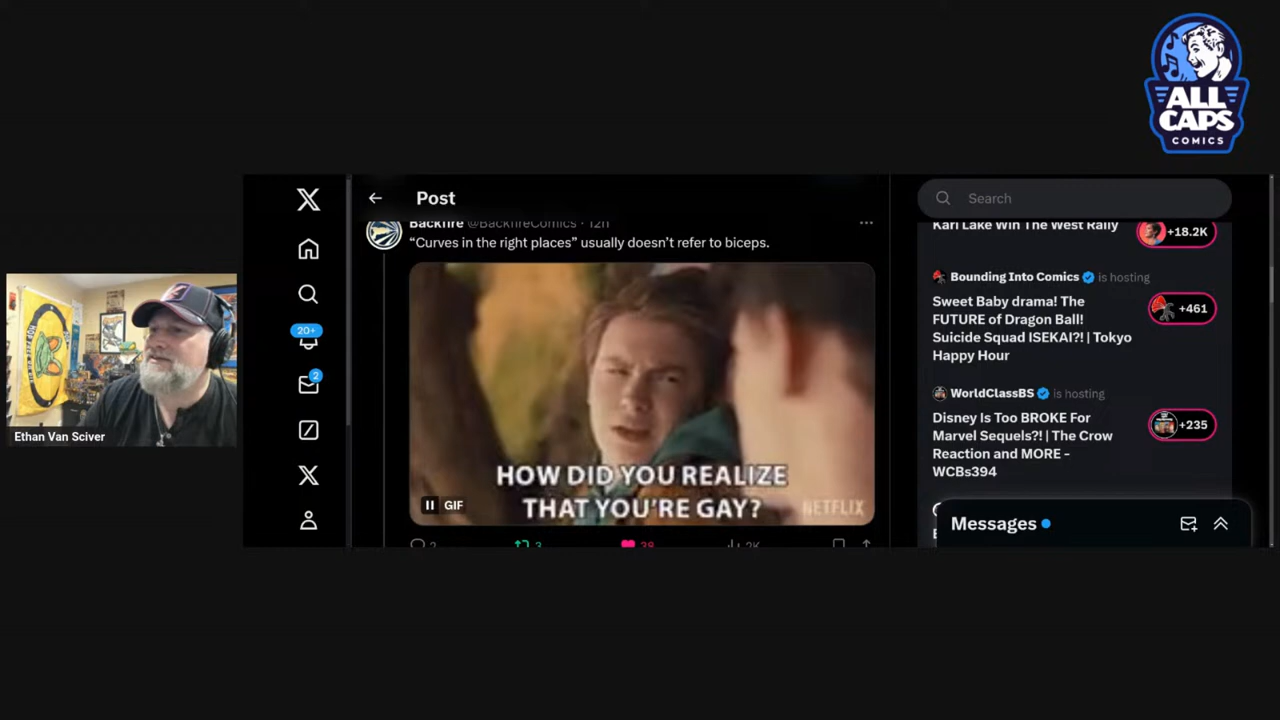 ALL
CAPS
COMICS
X
Post
Search
Backfire @BackfireComics · 12h
“Curves in the right places” usually doesn’t refer to biceps.
Kari Lake Win The West Rally
+18.2K
Bounding Into Comics is hosting
Sweet Baby drama! The
FUTURE of Dragon Ball!
Suicide Squad ISEKAI?! | Tokyo
Happy Hour
+461
20+
2
WorldClassBS is hosting
Disney Is Too BROKE For
Marvel Sequels?! | The Crow
Reaction and MORE -
WCBs394
+235
Ethan Van Sciver
HOW DID YOU REALIZE
THAT YOU'RE GAY?
GIF
NETFLIX
Messages
2
3
38
2K